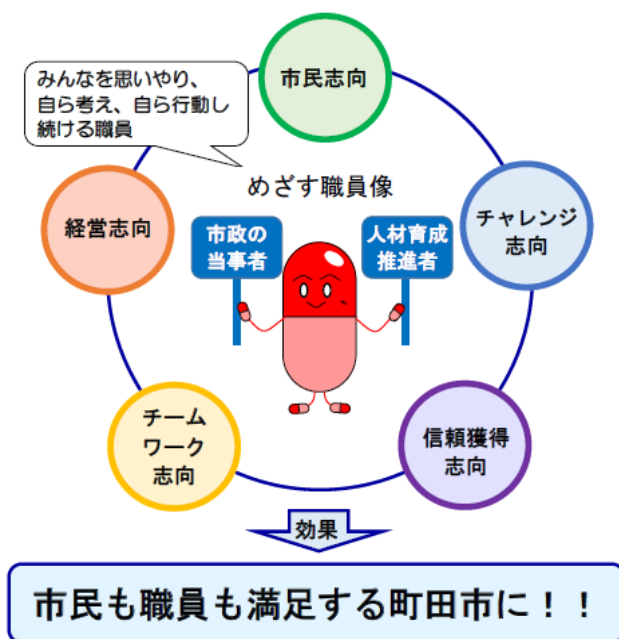 市民志向
みんなを思いやり、
自ら考え、自ら行動し
続ける職員
めざす職員像
経営志向
チャレンジ
志向
市政の
当事者
人材育成
推進者
チーム
ワーク
志向
信頼獲得
志向
効果
市民も職員も満足する町田市に！！